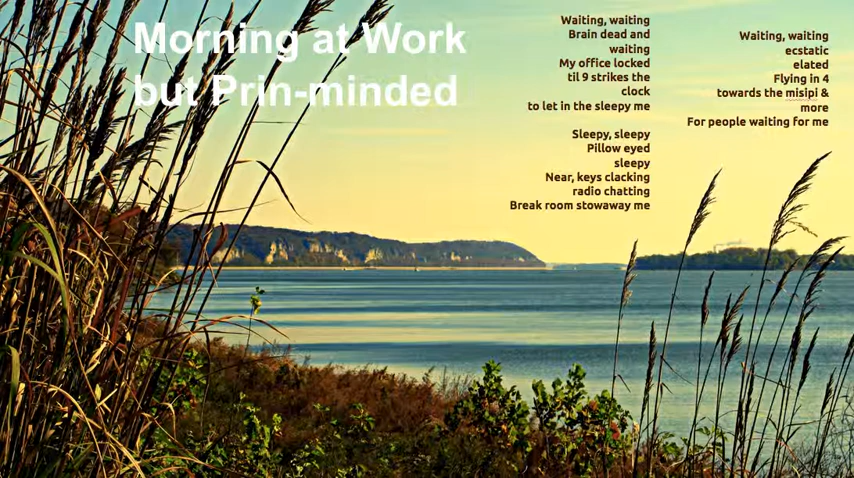 Morning at Work
but Prin-minded
Waiting, waiting
Brain dead and
waiting
My office locked
til 9 strikes the
clock
to let in the sleepy me
Sleepy, sleepy
Pillow eyed
sleepy
Near, keys clacking
radio chatting
Break room stowaway me
Waiting, waiting
ecstatic
elated
Flying in 4
towards the misipi &
more
For people waiting for me